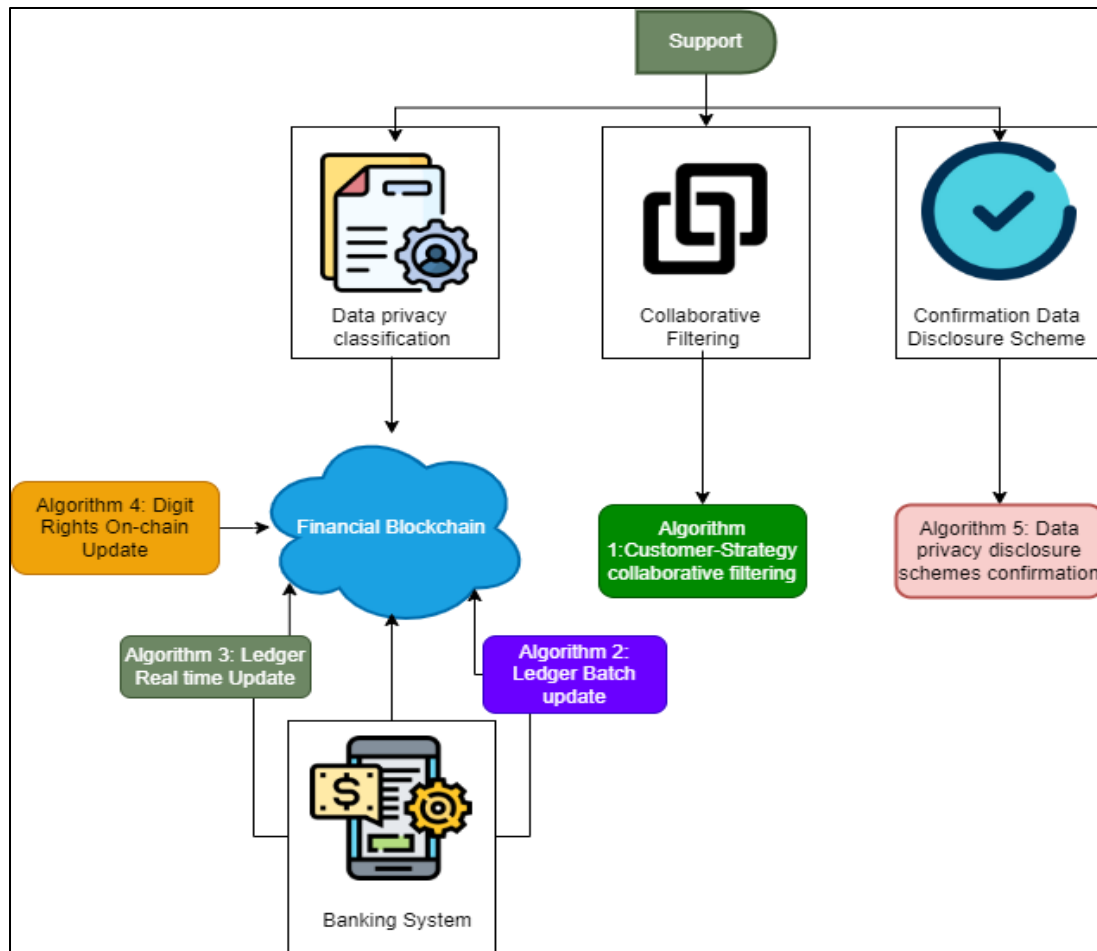 Support
Data privacy
classification
Collaborative
Filtering
Confirmation Data
Disclosure Scheme
Algorithm 4: Digit
Rights On-chain
Update
Financial Blockchain
Algorithm
1:Customer-Strategy
collaborative filtering
Algorithm 5: Data
privacy disclosure
schemes confirmation
Algorithm 3: Ledger
Real time Update
Algorithm 2:
Ledger Batch
update
$
Banking System